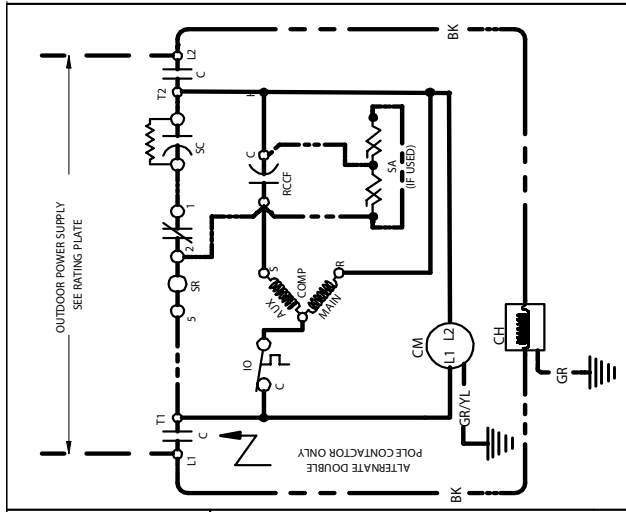 OUTDOOR POWER SUPPLY
SEE RATING PLATE
L1
C
T1
5
SR
2
1
SC
T2
C
L2
ALTERNATE DOUBLE
POLE CONTACTOR ONLY
C
IO
S
AUX
COMP
MAIN
R
C
RCCF
H
SA
(IF USED)
CM
L1 L2
GR/YL
CH
GR
BK
BK